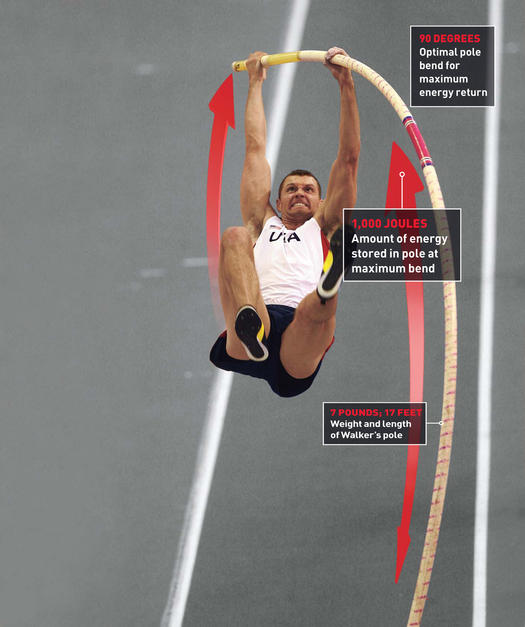 90 DEGREES
Optimal pole
bend for
maximum
energy return
1,000 JOULES
Amount of energy
stored in pole at
maximum bend
USA
7 POUNDS; 17 FEET
Weight and length
of Walker's pole